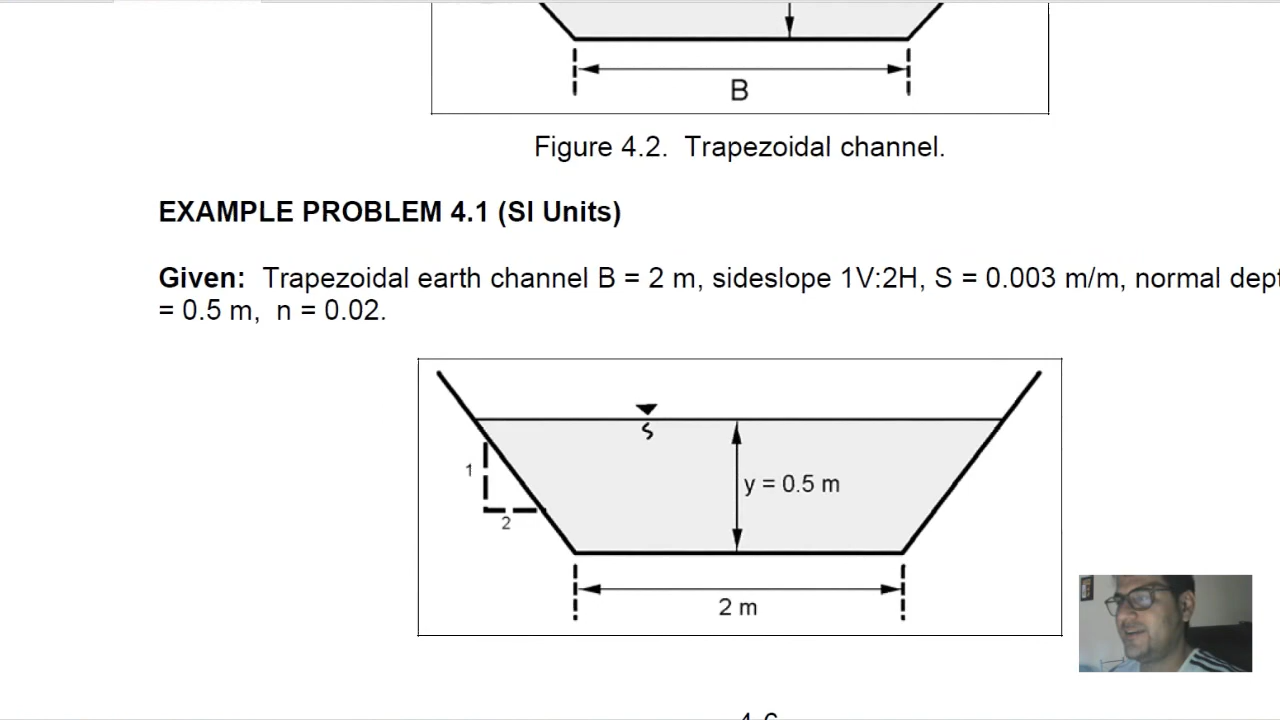 B
Figure 4.2. Trapezoidal channel.
EXAMPLE PROBLEM 4.1 (SI Units)
Given: Trapezoidal earth channel B = 2 m, sideslope 1V:2H, S = 0.003 m/m, normal
= 0.5 m, n = 0.02.
S
1
y = 0.5 m
2
2 m